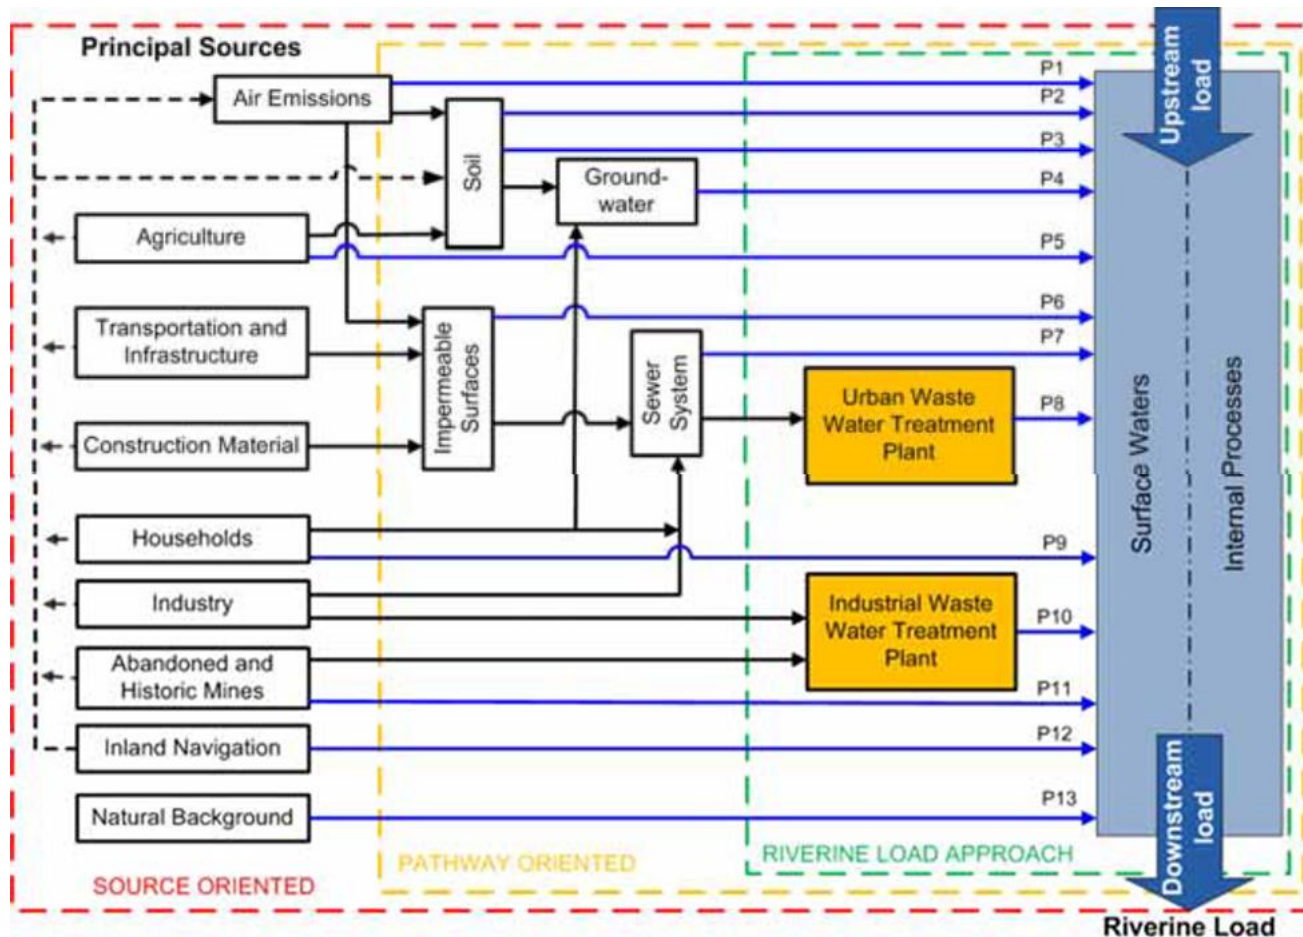 Principal Sources
Air Emissions
Soil
Ground-
water
Agriculture
Transportation and
Infrastructure
Impermeable
Surfaces
Sewer
System
Construction Material
Urban Waste
Water Treatment
Plant
Households
Industry
Industrial Waste
Water Treatment
Plant
Abandoned and
Historic Mines
Inland Navigation
Natural Background
P1
P2
P3
P4
P5
P6
P7
P8
P9
P10
P11
P12
P13
Upstream
load
Surface Waters
Internal Processes
Downstream
load
SOURCE ORIENTED
PATHWAY ORIENTED
RIVERINE LOAD APPROACH
Riverine Load